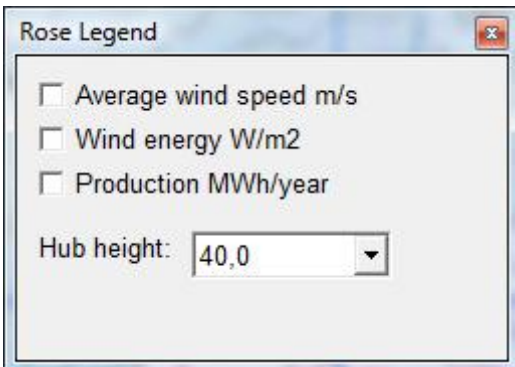 Rose Legend
Average wind speed m/s
Wind energy W/m2
Production MWh/year
Hub height: 40,0